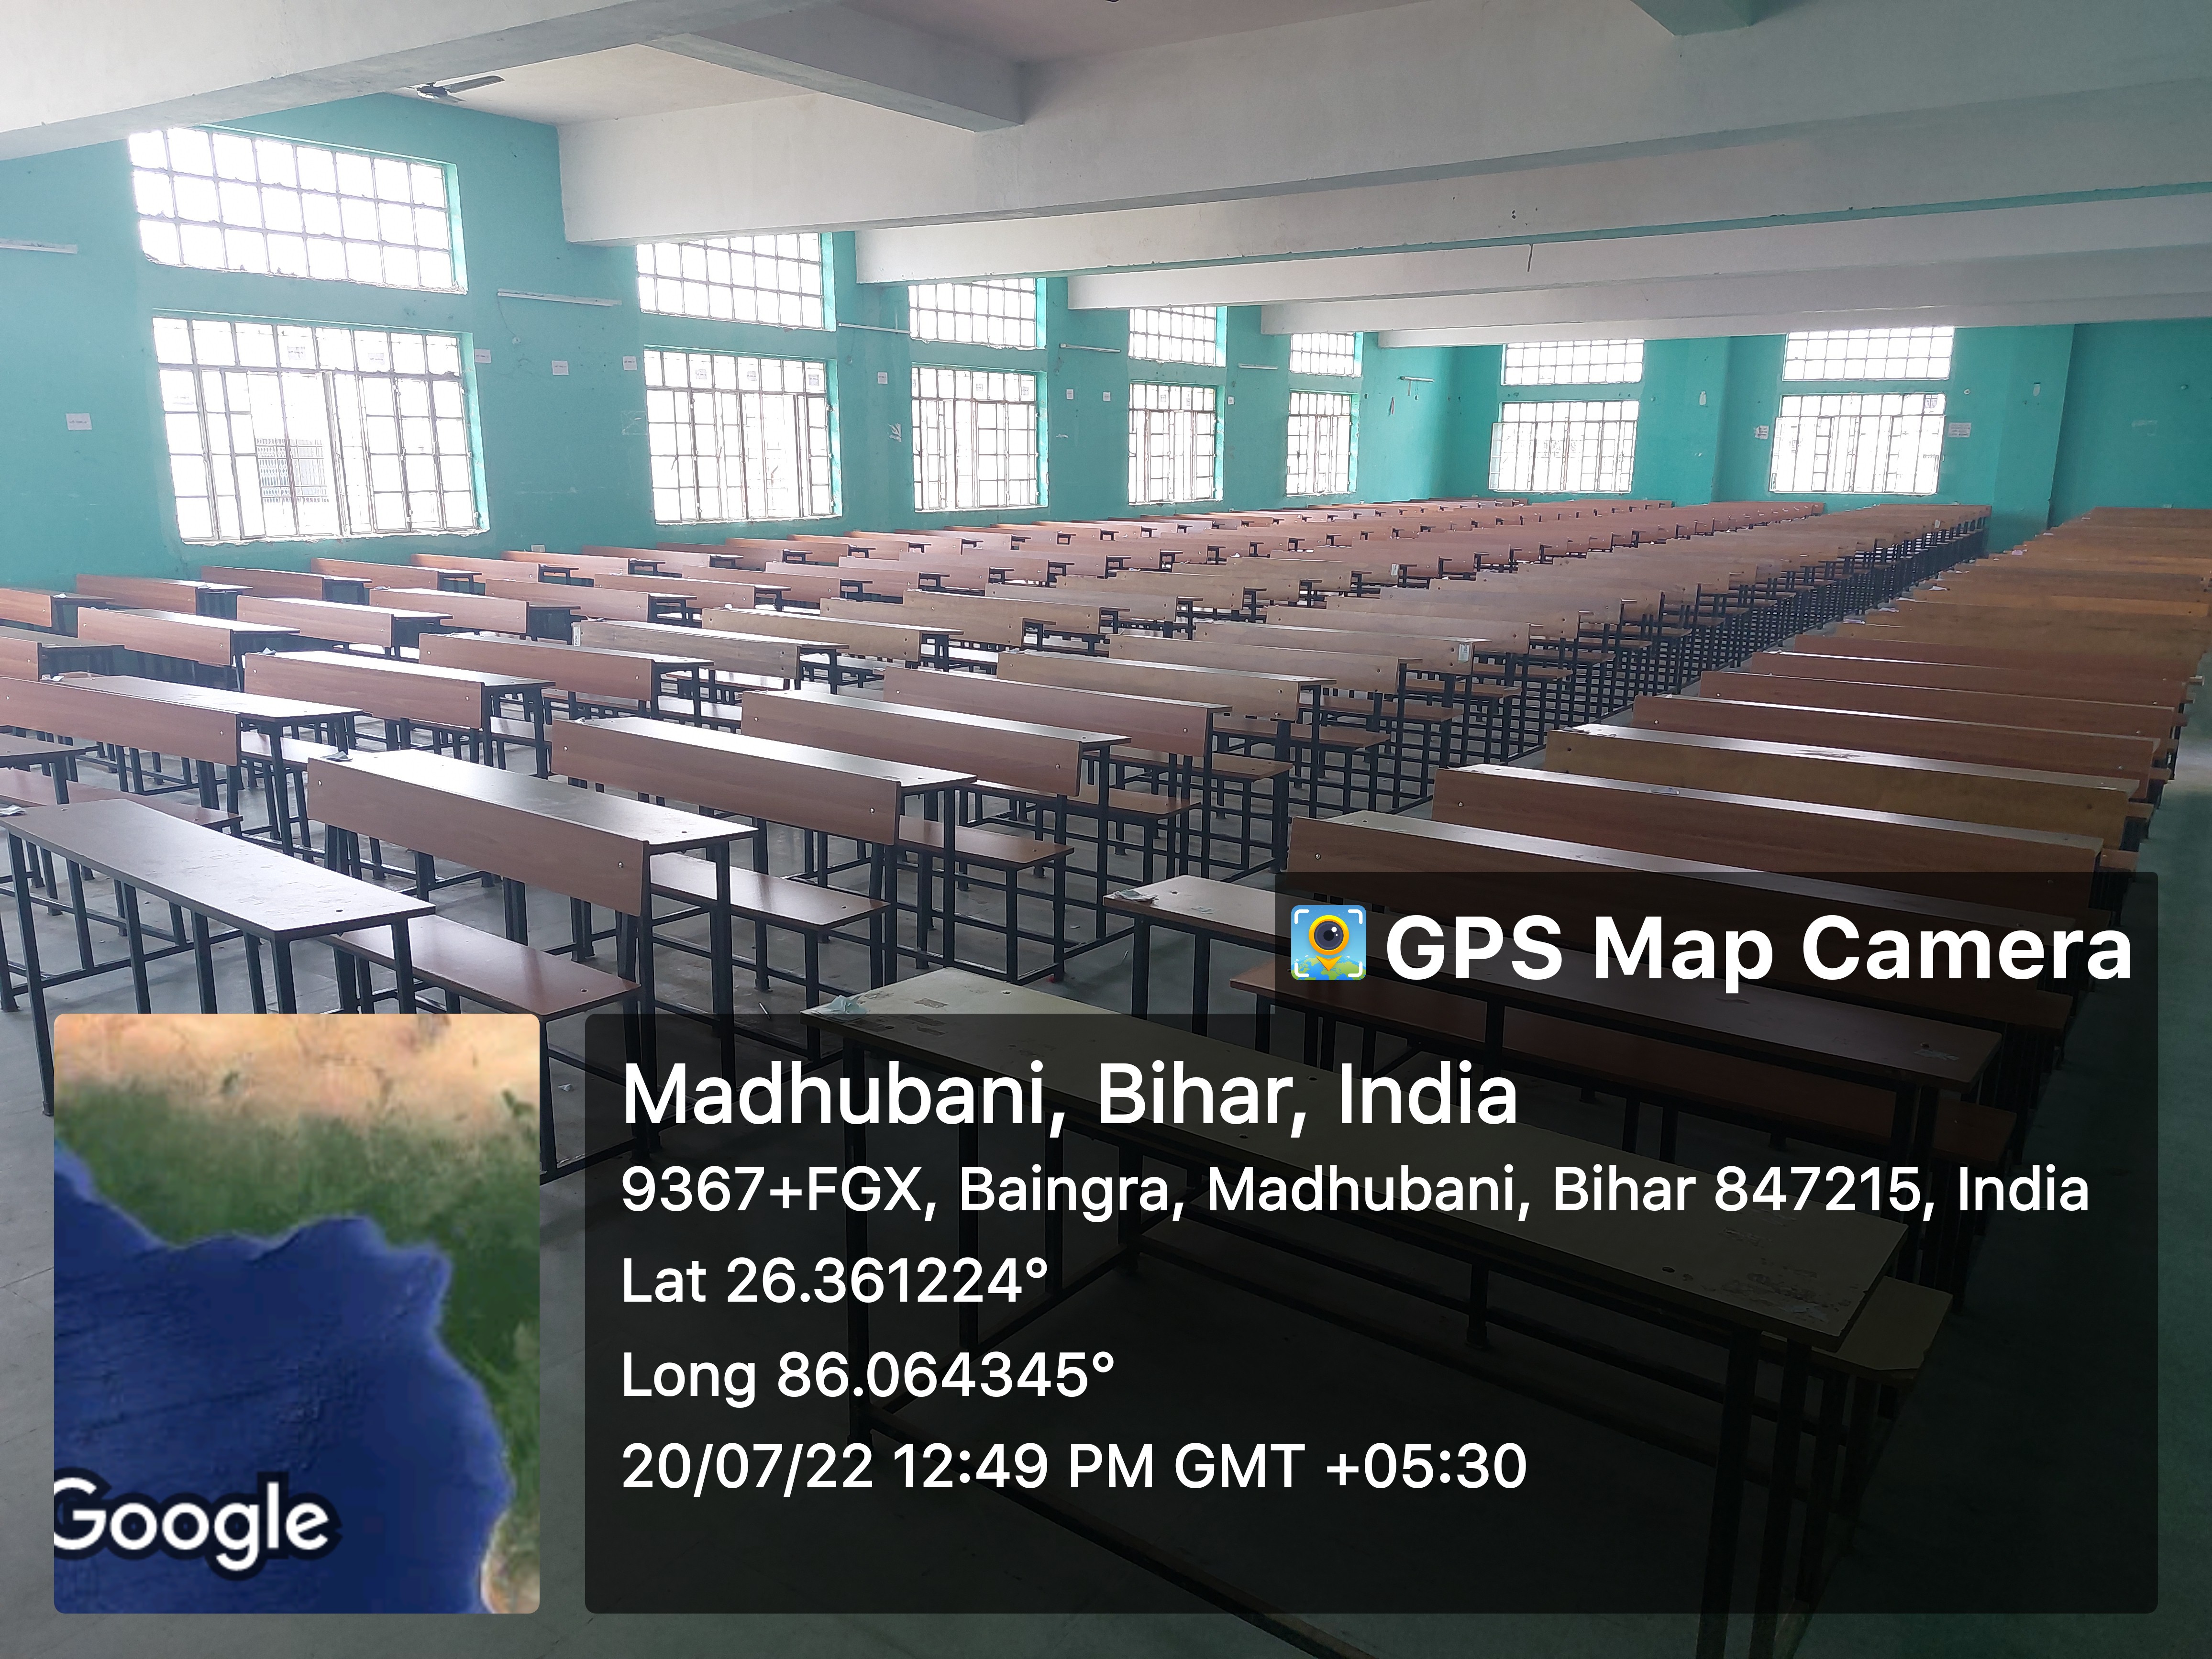 GPS Map Camera
Madhubani, Bihar, India
9367+FGX, Baingra, Madhubani, Bihar 847215, India
Lat 26.361224°
Long 86.064345°
20/07/22 12:49 PM GMT +05:30
Google